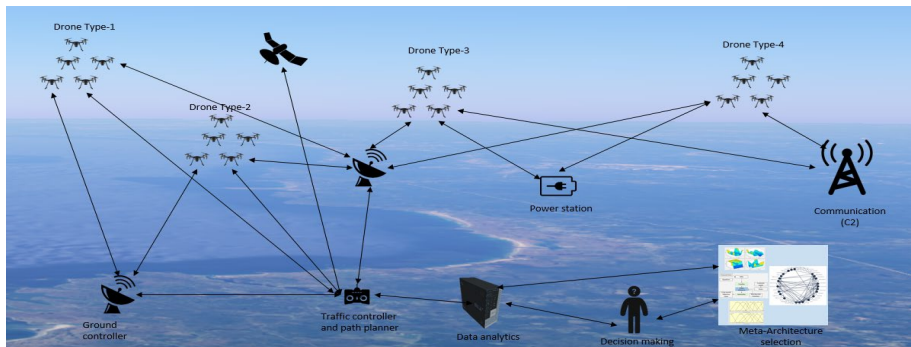 Drone Type-1
Drone Type-3
Drone Type-4
Drone Type-2
Power station
Communication
(C2)
Ground
controller
Traffic controller
and path planner
Data analytics
?
Decision making
Meta-Architecture
selection